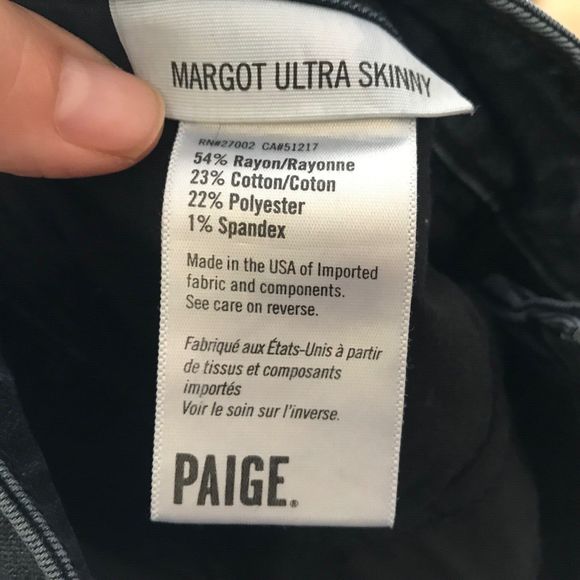 MARGOT ULTRA SKINNY
RN#27002 CA#51217
54% Rayon/Rayonne
23% Cotton/Coton
22% Polyester
1% Spandex
Made in the USA of Imported
fabric and components.
See care on reverse.
Fabriqué aux États-Unis à partir
de tissus et composants
importés
Voir le soin sur l'inverse.
PAIGE®